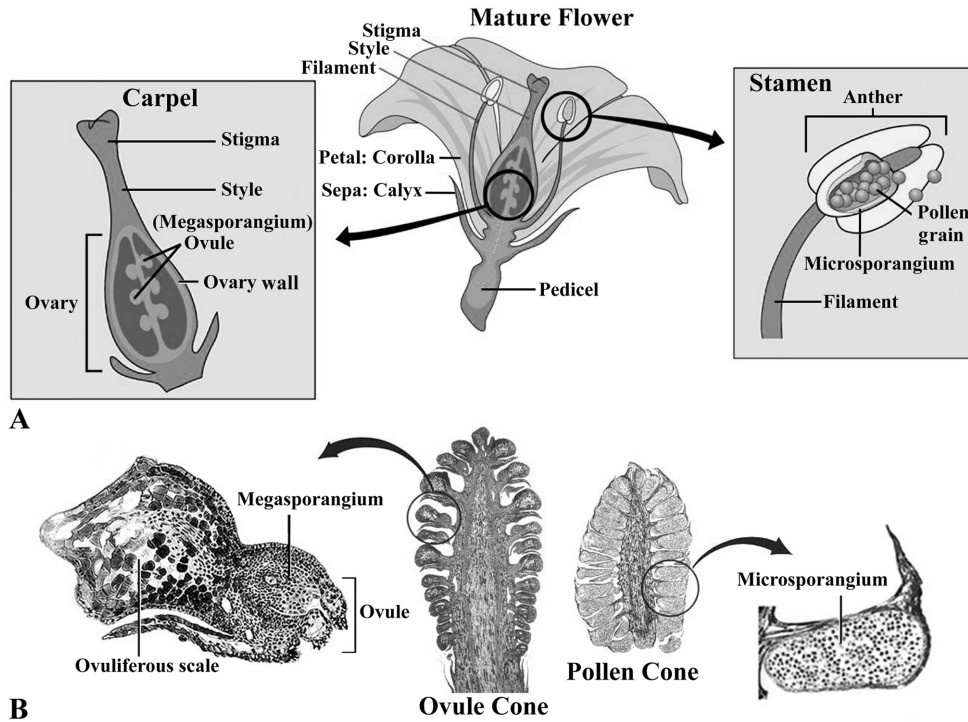 Mature Flower
Stigma
Style
Filament
Petal: Corolla
Sepa: Calyx
Pedicel
Carpel
Stigma
Style
(Megasporangium)
Ovule
Ovary wall
Ovary
Stamen
Anther
Pollen
grain
Microsporangium
Filament
A
Megasporangium
Ovule
Ovuliferous scale
Ovule Cone
Pollen Cone
Microsporangium
B